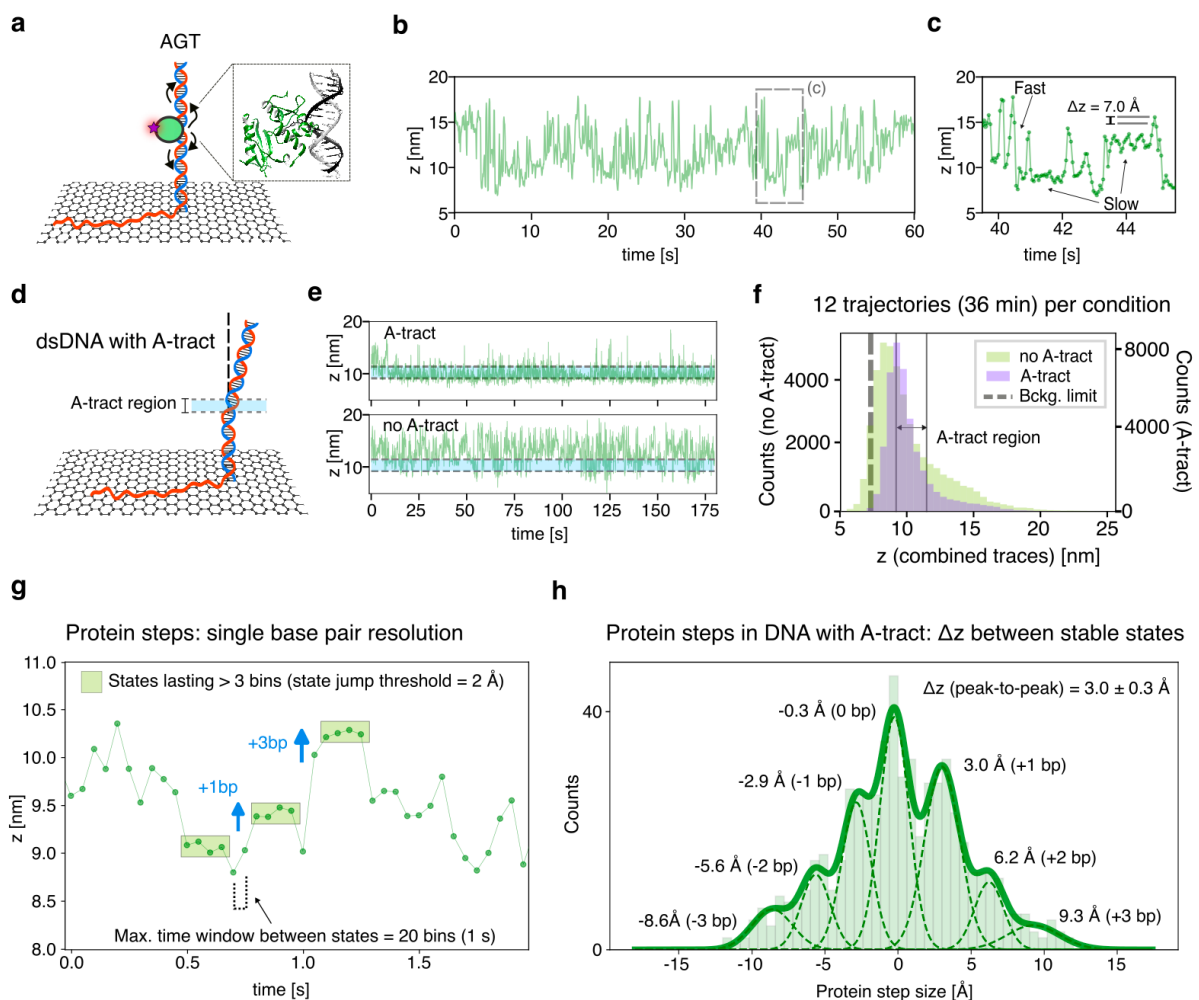 a
AGT
b
(c)
20
15
10
5
z [nm]
0
10
20
30
40
50
60
time [s]
c
20
15
10
5
z [nm]
Fast
Δz = 7.0 Å
Slow
40
42
44
time [s]
d
dsDNA with A-tract
A-tract region
e
20
10
z [nm]
A-tract
20
10
z [nm]
no A-tract
0
25
50
75
100
125
150
175
time [s]
f
12 trajectories (36 min) per condition
Counts (no A-tract)
4000
2000
0
no A-tract
A-tract
Bckg. limit
A-tract region
8000
4000
0
Counts (A-tract)
5
10
15
20
25
z (combined traces) [nm]
g
Protein steps: single base pair resolution
11.0
10.5
10.0
9.5
9.0
8.5
8.0
z [nm]
States lasting > 3 bins (state jump threshold = 2 Å)
+3bp
+1bp
Max. time window between states = 20 bins (1 s)
0.0
0.5
1.0
1.5
time [s]
h
Protein steps in DNA with A-tract: Δz between stable states
40
0
Counts
Δz (peak-to-peak) = 3.0 ± 0.3 Å
-0.3 Å (0 bp)
3.0 Å (+1 bp)
-2.9 Å (-1 bp)
6.2 Å (+2 bp)
-5.6 Å (-2 bp)
9.3 Å (+3 bp)
-8.6Å (-3 bp)
-15
-10
-5
0
5
10
15
Protein step size [Å]